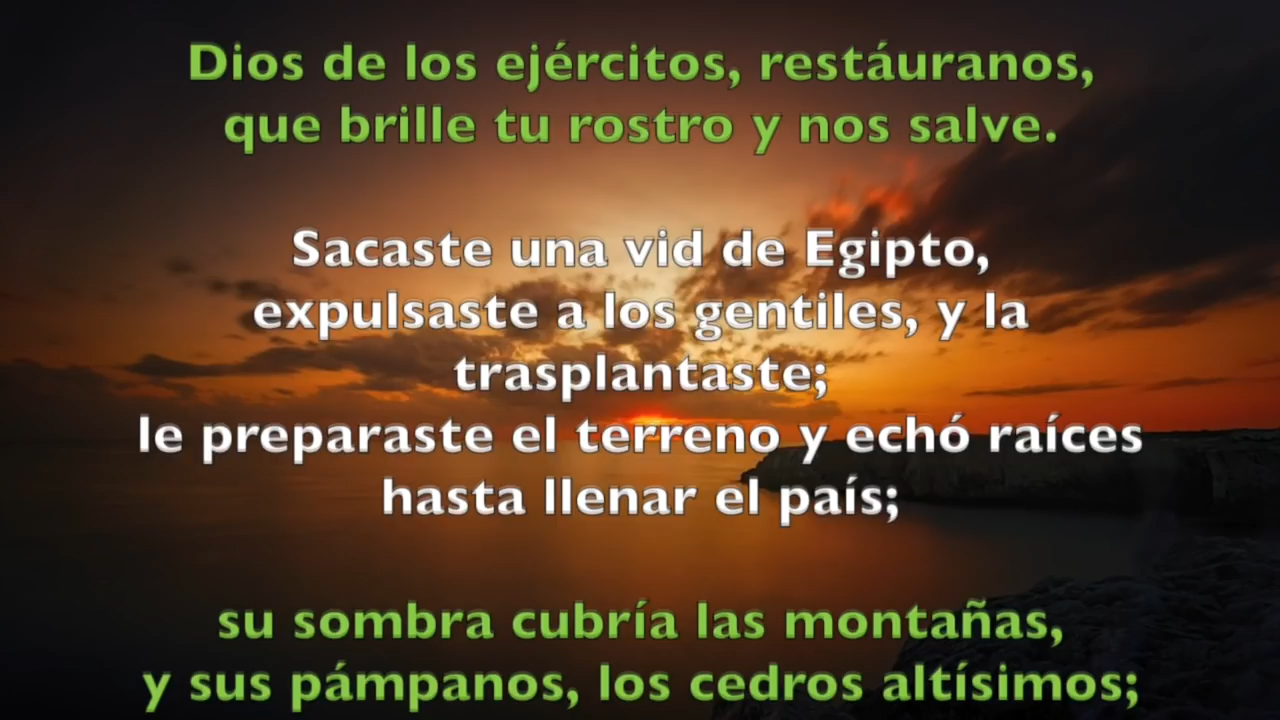 Dios de los ejércitos, restáuranos,
que brille tu rostro y nos salve.
Sacaste una vid de Egipto,
expulsaste a los gentiles, y la
trasplantaste;
le preparaste el terreno y echó raíces
hasta llenar el país;
su sombra cubría las montañas,
y sus pámpanos, los cedros altísimos;